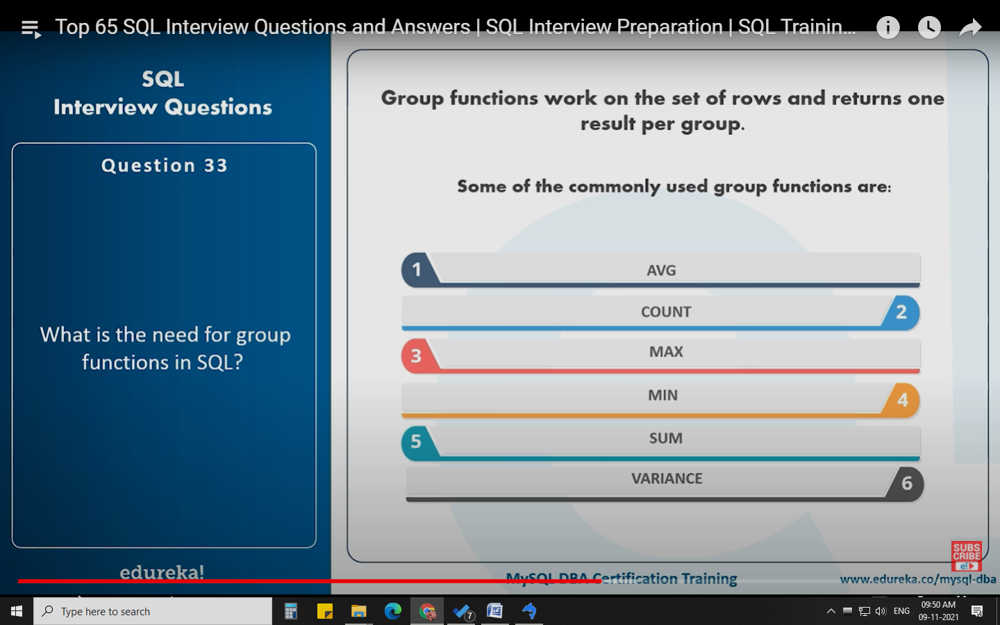 Top 65 SQL Interview Questions and Answers | SQL Interview Preparation | SQL Trainin...
SQL
Interview Questions
Question 33
What is the need for group
functions in SQL?
edureka!
Group functions work on the set of rows and returns one
result per group.
Some of the commonly used group functions are:
1 AVG
COUNT 2
3 MAX
MIN 4
5 SUM
VARIANCE 6
SUBS
CRIBE
e!
MySQL DBA Certification Training
www.edureka.co/mysql-dba
Type here to search
7
ENG
09:50 AM
09-11-2021